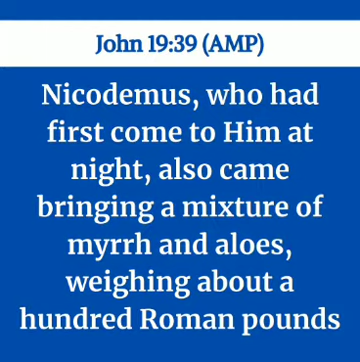 John 19:39 (AMP)
Nicodemus, who had
first come to Him at
night, also came
bringing a mixture of
myrrh and aloes,
weighing about a
hundred Roman pounds